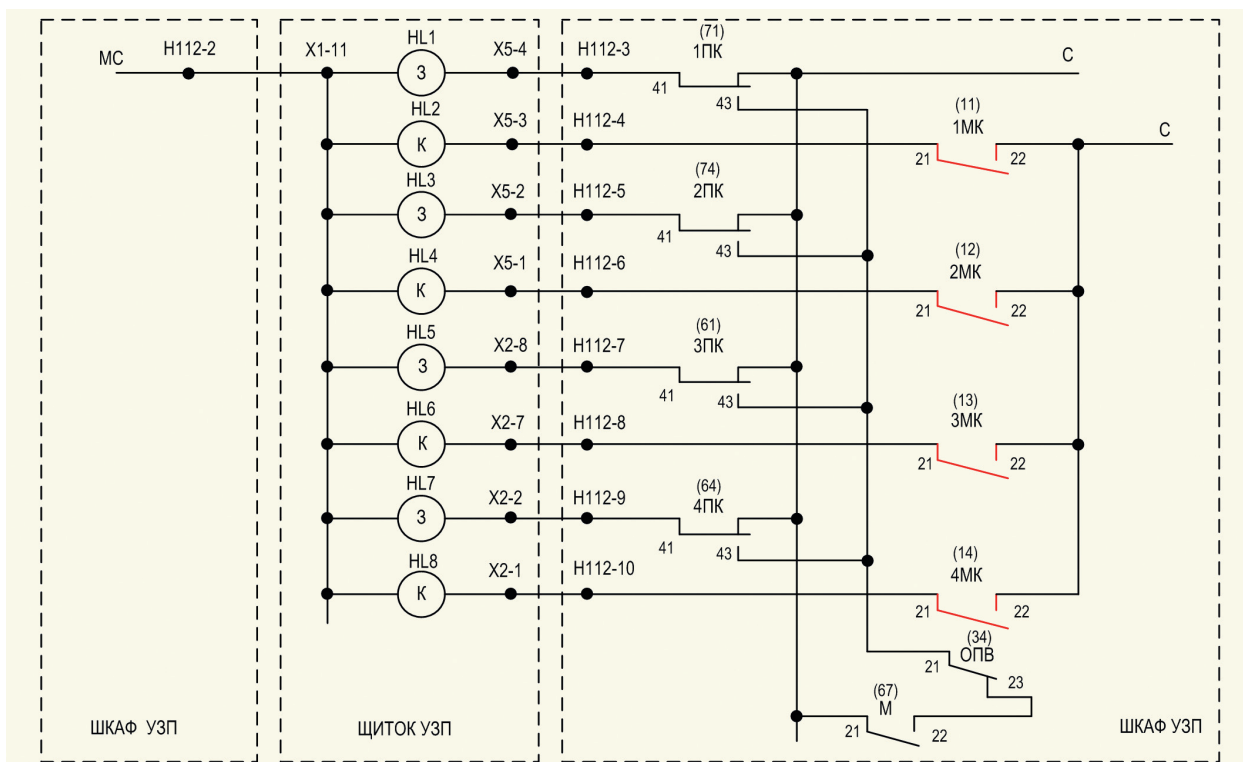 МС
Н112-2
Х1-11
HL1
З
Х5-4
Н112-3
(71)
1ПК
41
43
С
HL2
К
Х5-3
Н112-4
(11)
1МК
21
22
С
HL3
З
Х5-2
Н112-5
(74)
2ПК
41
43
HL4
К
Х5-1
Н112-6
(12)
2МК
21
22
HL5
З
Х2-8
Н112-7
(61)
3ПК
41
43
HL6
К
Х2-7
Н112-8
(13)
3МК
21
22
HL7
З
Х2-2
Н112-9
(64)
4ПК
41
43
HL8
К
Х2-1
Н112-10
(14)
4МК
21
22
(34)
ОПВ
21
23
(67)
М
21
22
ШКАФ УЗП
ЩИТОК УЗП
ШКАФ УЗП